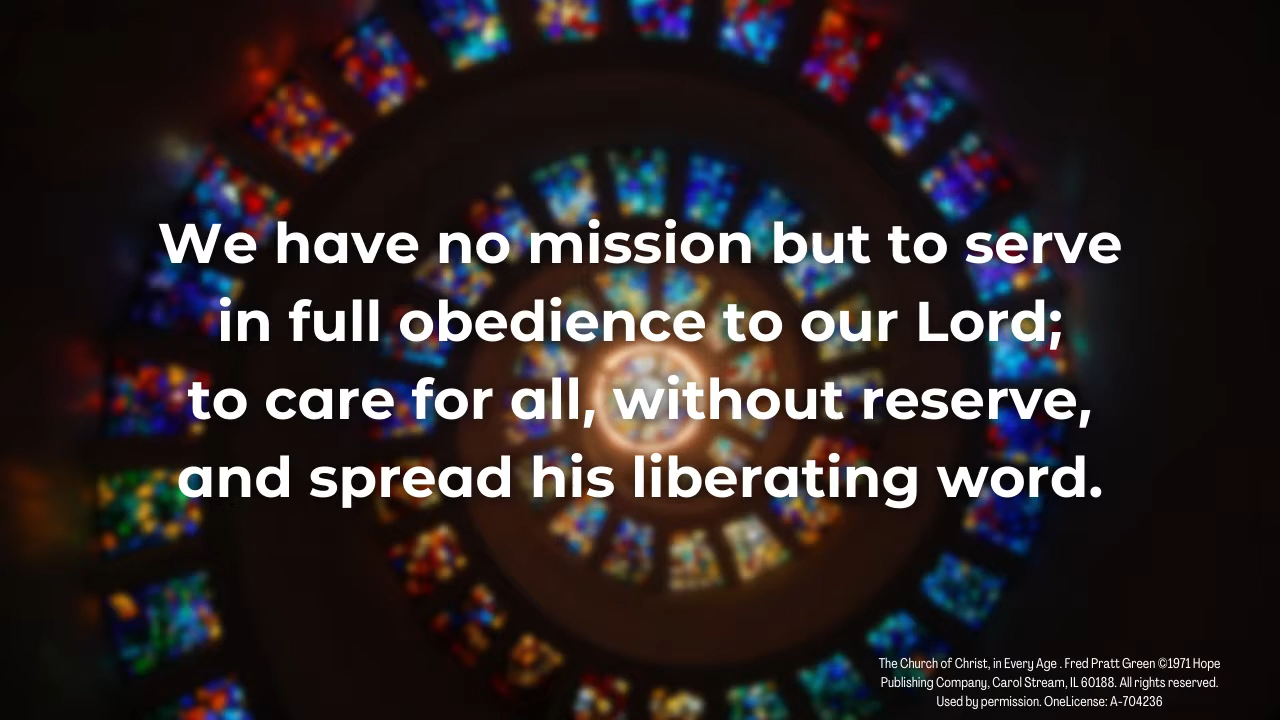 We have no mission but to serve
in full obedience to our Lord;
to care for all, without reserve,
and spread his liberating word.
The Church of Christ, in Every Age . Fred Pratt Green ©1971 Hope
Publishing Company, Carol Stream, IL 60188. All rights reserved.
Used by permission. OneLicense: A-704236